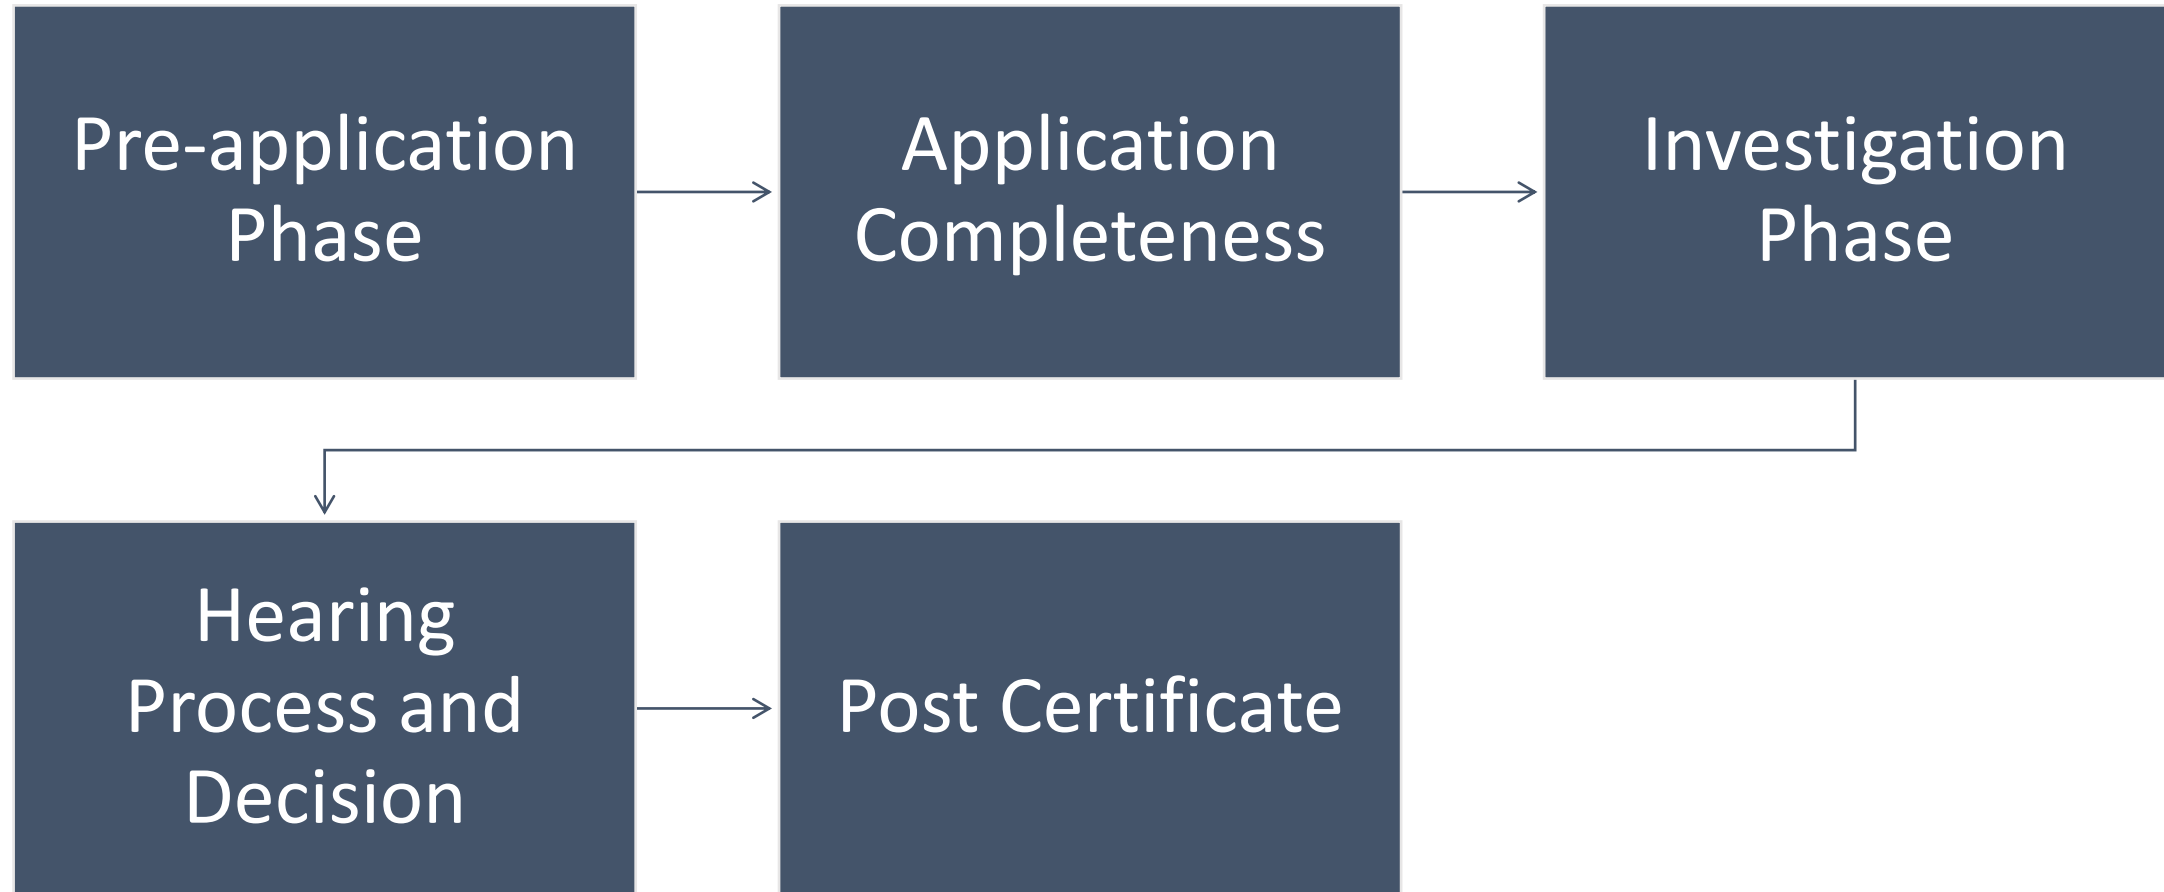 Pre-application
Phase
Application
Completeness
Investigation
Phase
Hearing
Process and
Decision
Post Certificate